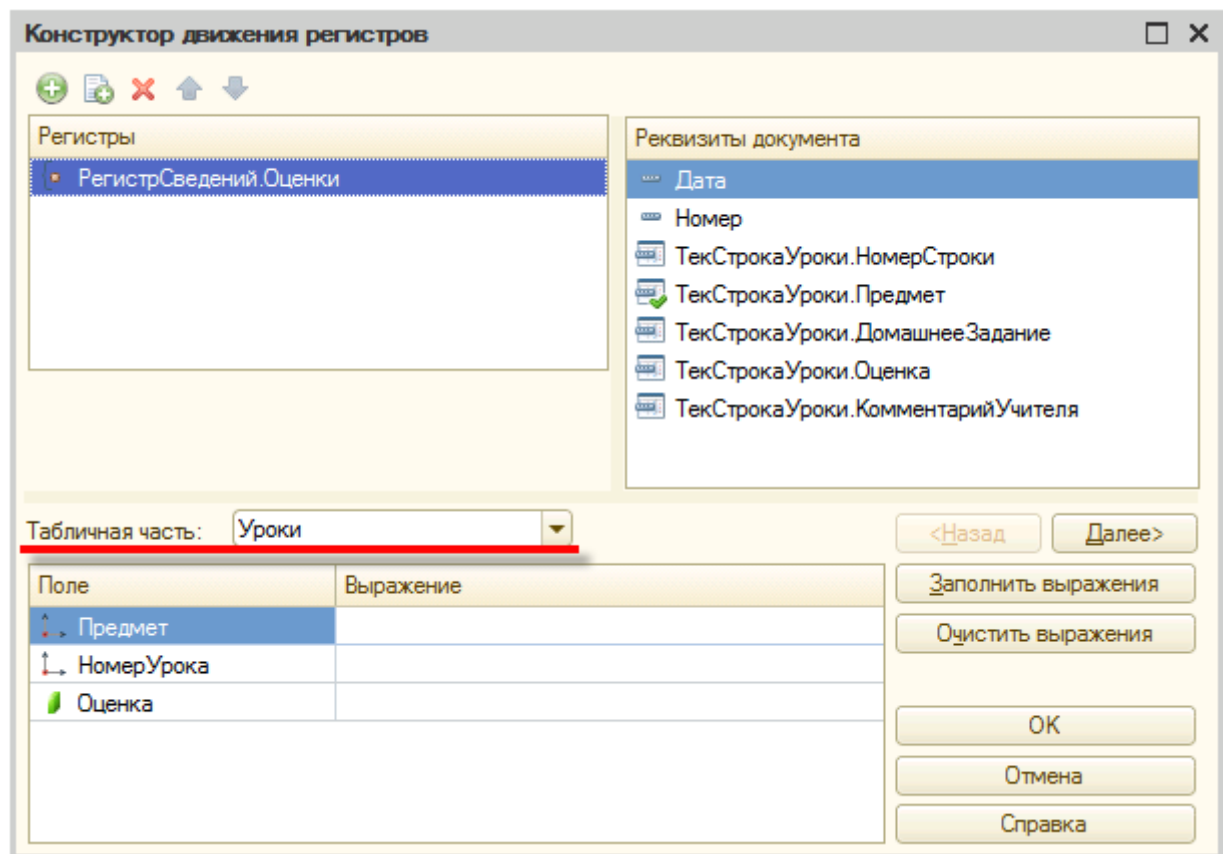 Конструктор движения регистров
Регистры
РегистрСведений.Оценки
Реквизиты документа
Дата
Номер
ТекСтрокаУроки.НомерСтроки
ТекСтрокаУроки.Предмет
ТекСтрокаУроки.ДомашнееЗадание
ТекСтрокаУроки.Оценка
ТекСтрокаУроки.КомментарийУчителя
Табличная часть: Уроки
<Назад Далее>
Поле Выражение
Предмет
НомерУрока
Оценка
Заполнить выражения
Очистить выражения
OK
Отмена
Справка